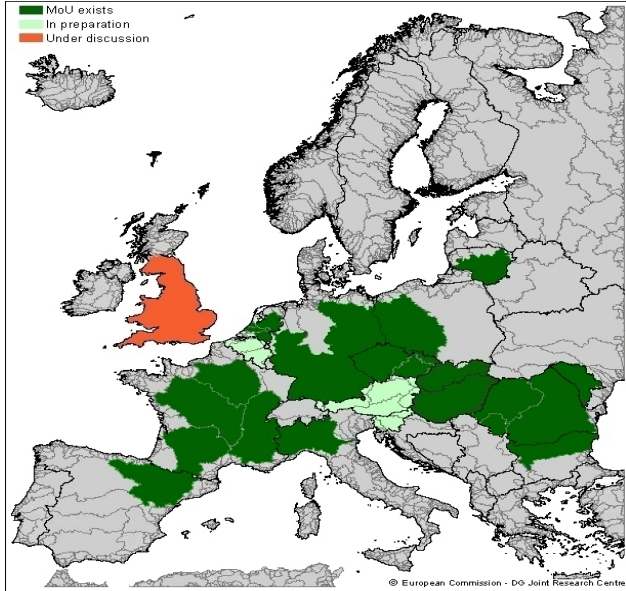 MoU exists
In preparation
Under discussion
© European Commission - DG Joint Research Centre